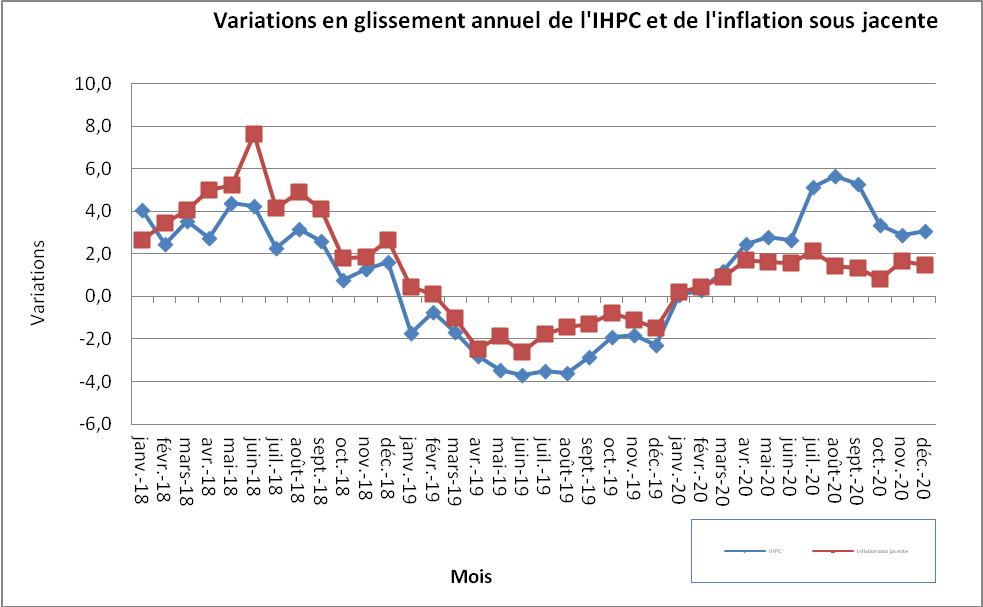 Variations en glissement annuel de l'IHPC et de l'inflation sous jacente
10,0
8,0
6,0
4,0
2,0
0,0
-2,0
-4,0
-6,0
Variations
janv.-18
févr.-18
mars-18
avr.-18
mai-18
juin-18
juil.-18
août-18
sept.-18
oct.-18
nov.-18
déc.-18
janv.-19
févr.-19
mars-19
avr.-19
mai-19
juin-19
juil.-19
août-19
sept.-19
oct.-19
nov.-19
déc.-19
janv.-20
févr.-20
mars-20
avr.-20
mai-20
juin-20
juil.-20
août-20
sept.-20
oct.-20
nov.-20
déc.-20
Mois
IHPC
Inflation sous jacente